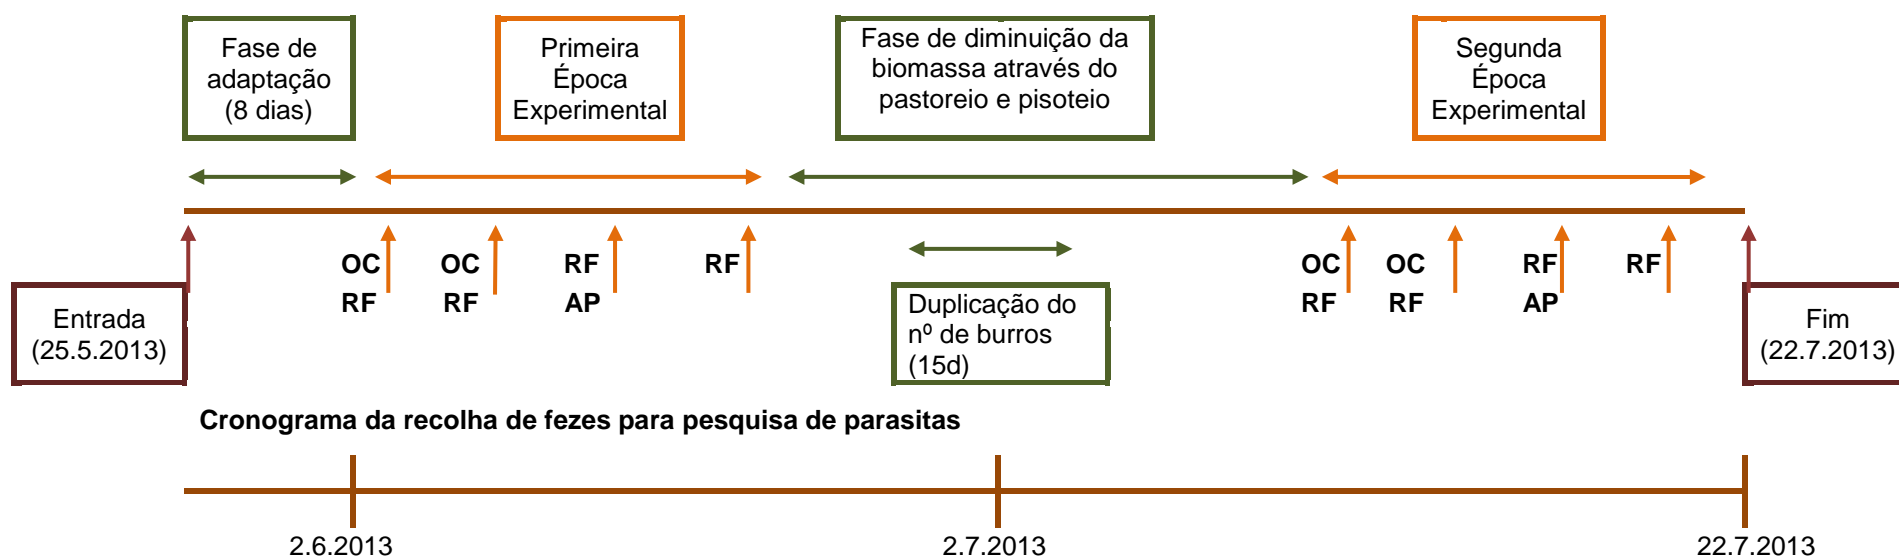 Fase de
adaptação
(8 dias)
Primeira
Época
Experimental
Fase de diminuição da
biomassa através do
pastoreio e pisoteio
Segunda
Época
Experimental
OC
RF
OC
RF
RF
AP
RF
OC
RF
OC
RF
RF
AP
RF
Entrada
(25.5.2013)
Duplicação do
nº de burros
(15d)
Fim
(22.7.2013)
Cronograma da recolha de fezes para pesquisa de parasitas
2.6.2013
2.7.2013
22.7.2013